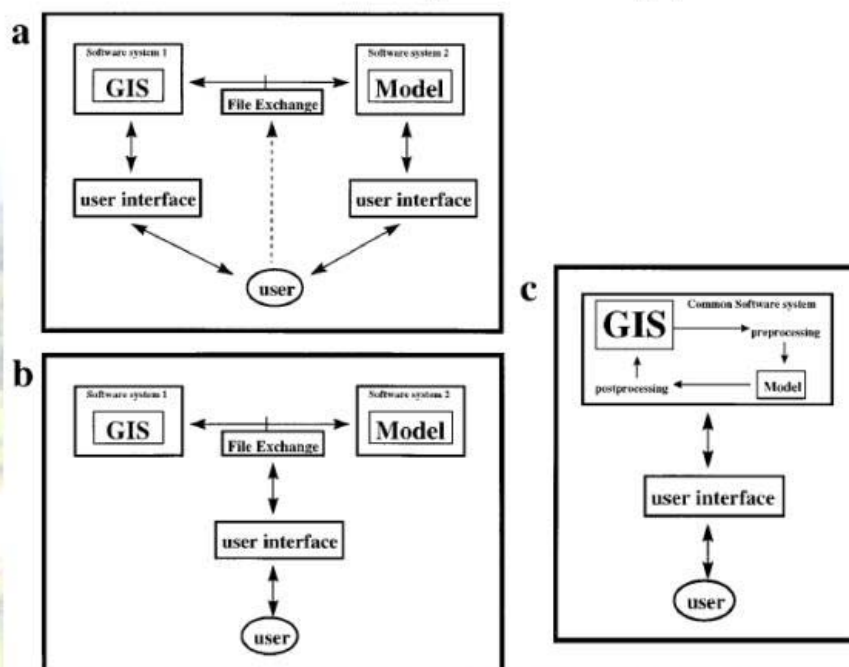 a
Software system 1
GIS
File Exchange
Software system 2
Model
user interface
user interface
user
b
Software system 1
GIS
File Exchange
Software system 2
Model
user interface
user
c
Common Software system
GIS
preprocessing
postprocessing
Model
user interface
user